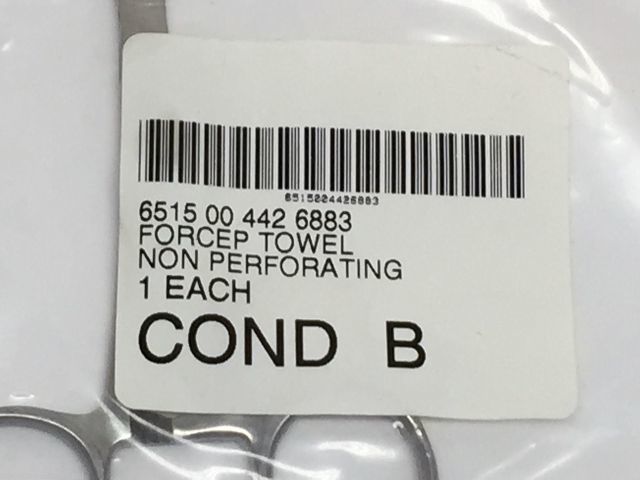 6515004426883
6515 00 442 6883
FORCEP TOWEL
NON PERFORATING
1 EACH
COND B